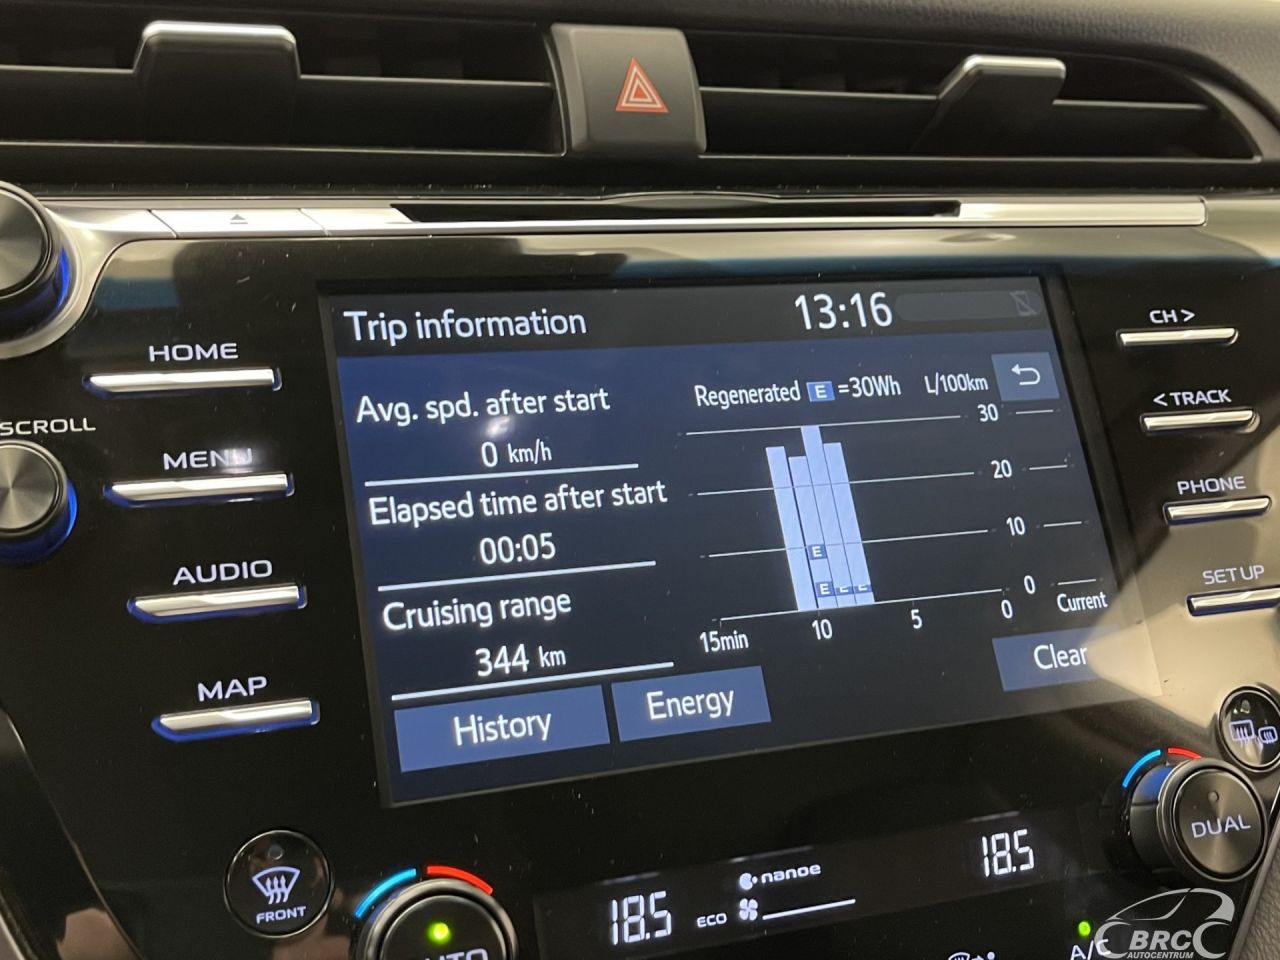 Trip information 13:16
HOME
SCROLL
MENU
AUDIO
MAP
CH >
< TRACK
PHONE
SETUP
Avg. spd. after start
0 km/h
Elapsed time after start
00:05
Cruising range
344 km
Regenerated E =30Wh L/100km
30
20
10
0
E
E E E
15min 10 5 0 Current
History Energy Clear
FRONT
AUTO
18.5 ECO nanoe 18.5
DUAL
A/C
BRC
AUTOCENTRUM